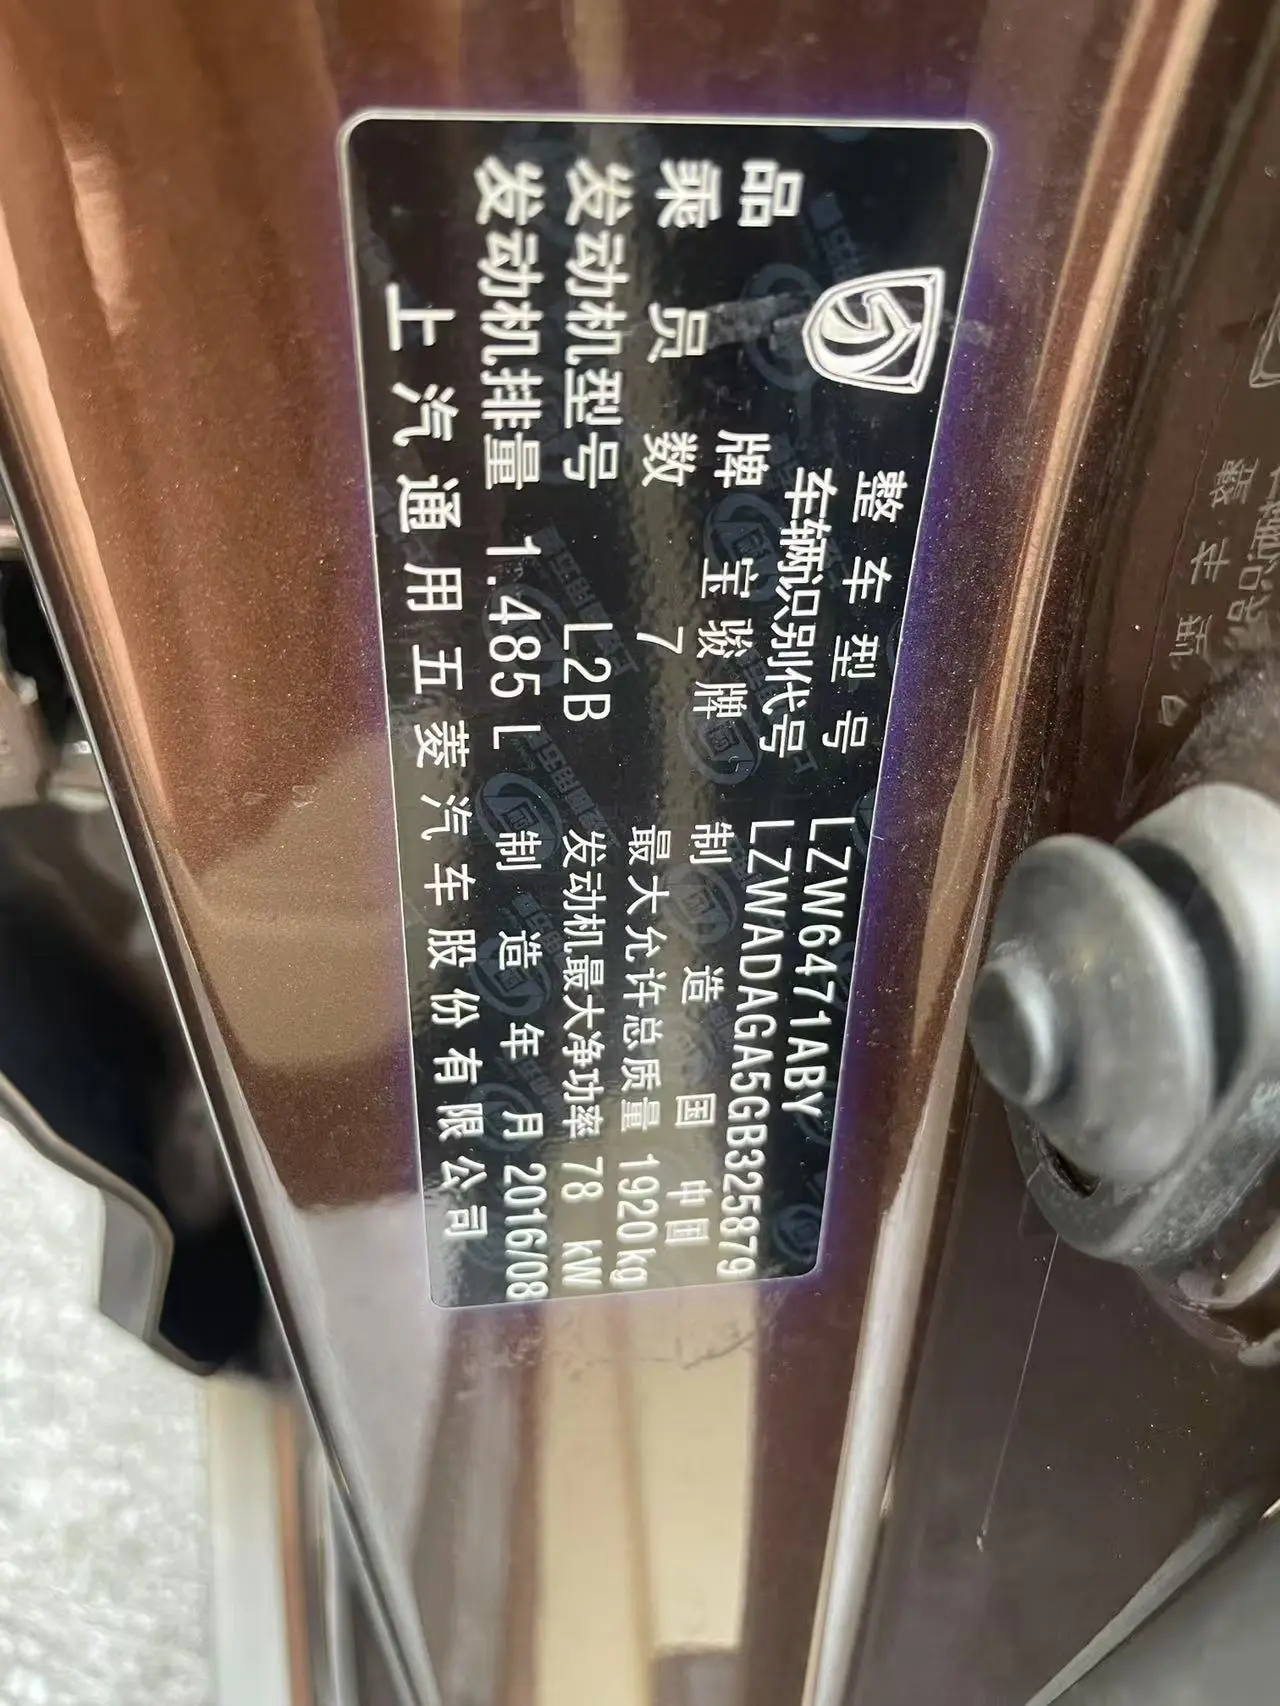 整车型号 LZW6471ABY
车辆识别代号 LZWADAGA5GB325879
品牌 宝骏牌 制造国 中国
乘员数 7 最大允许总质量 1920kg
发动机型号 L2B 发动机最大净功率 78 kW
发动机排量 1.485 L 制造年月 2016/08
上汽通用五菱汽车股份有限公司